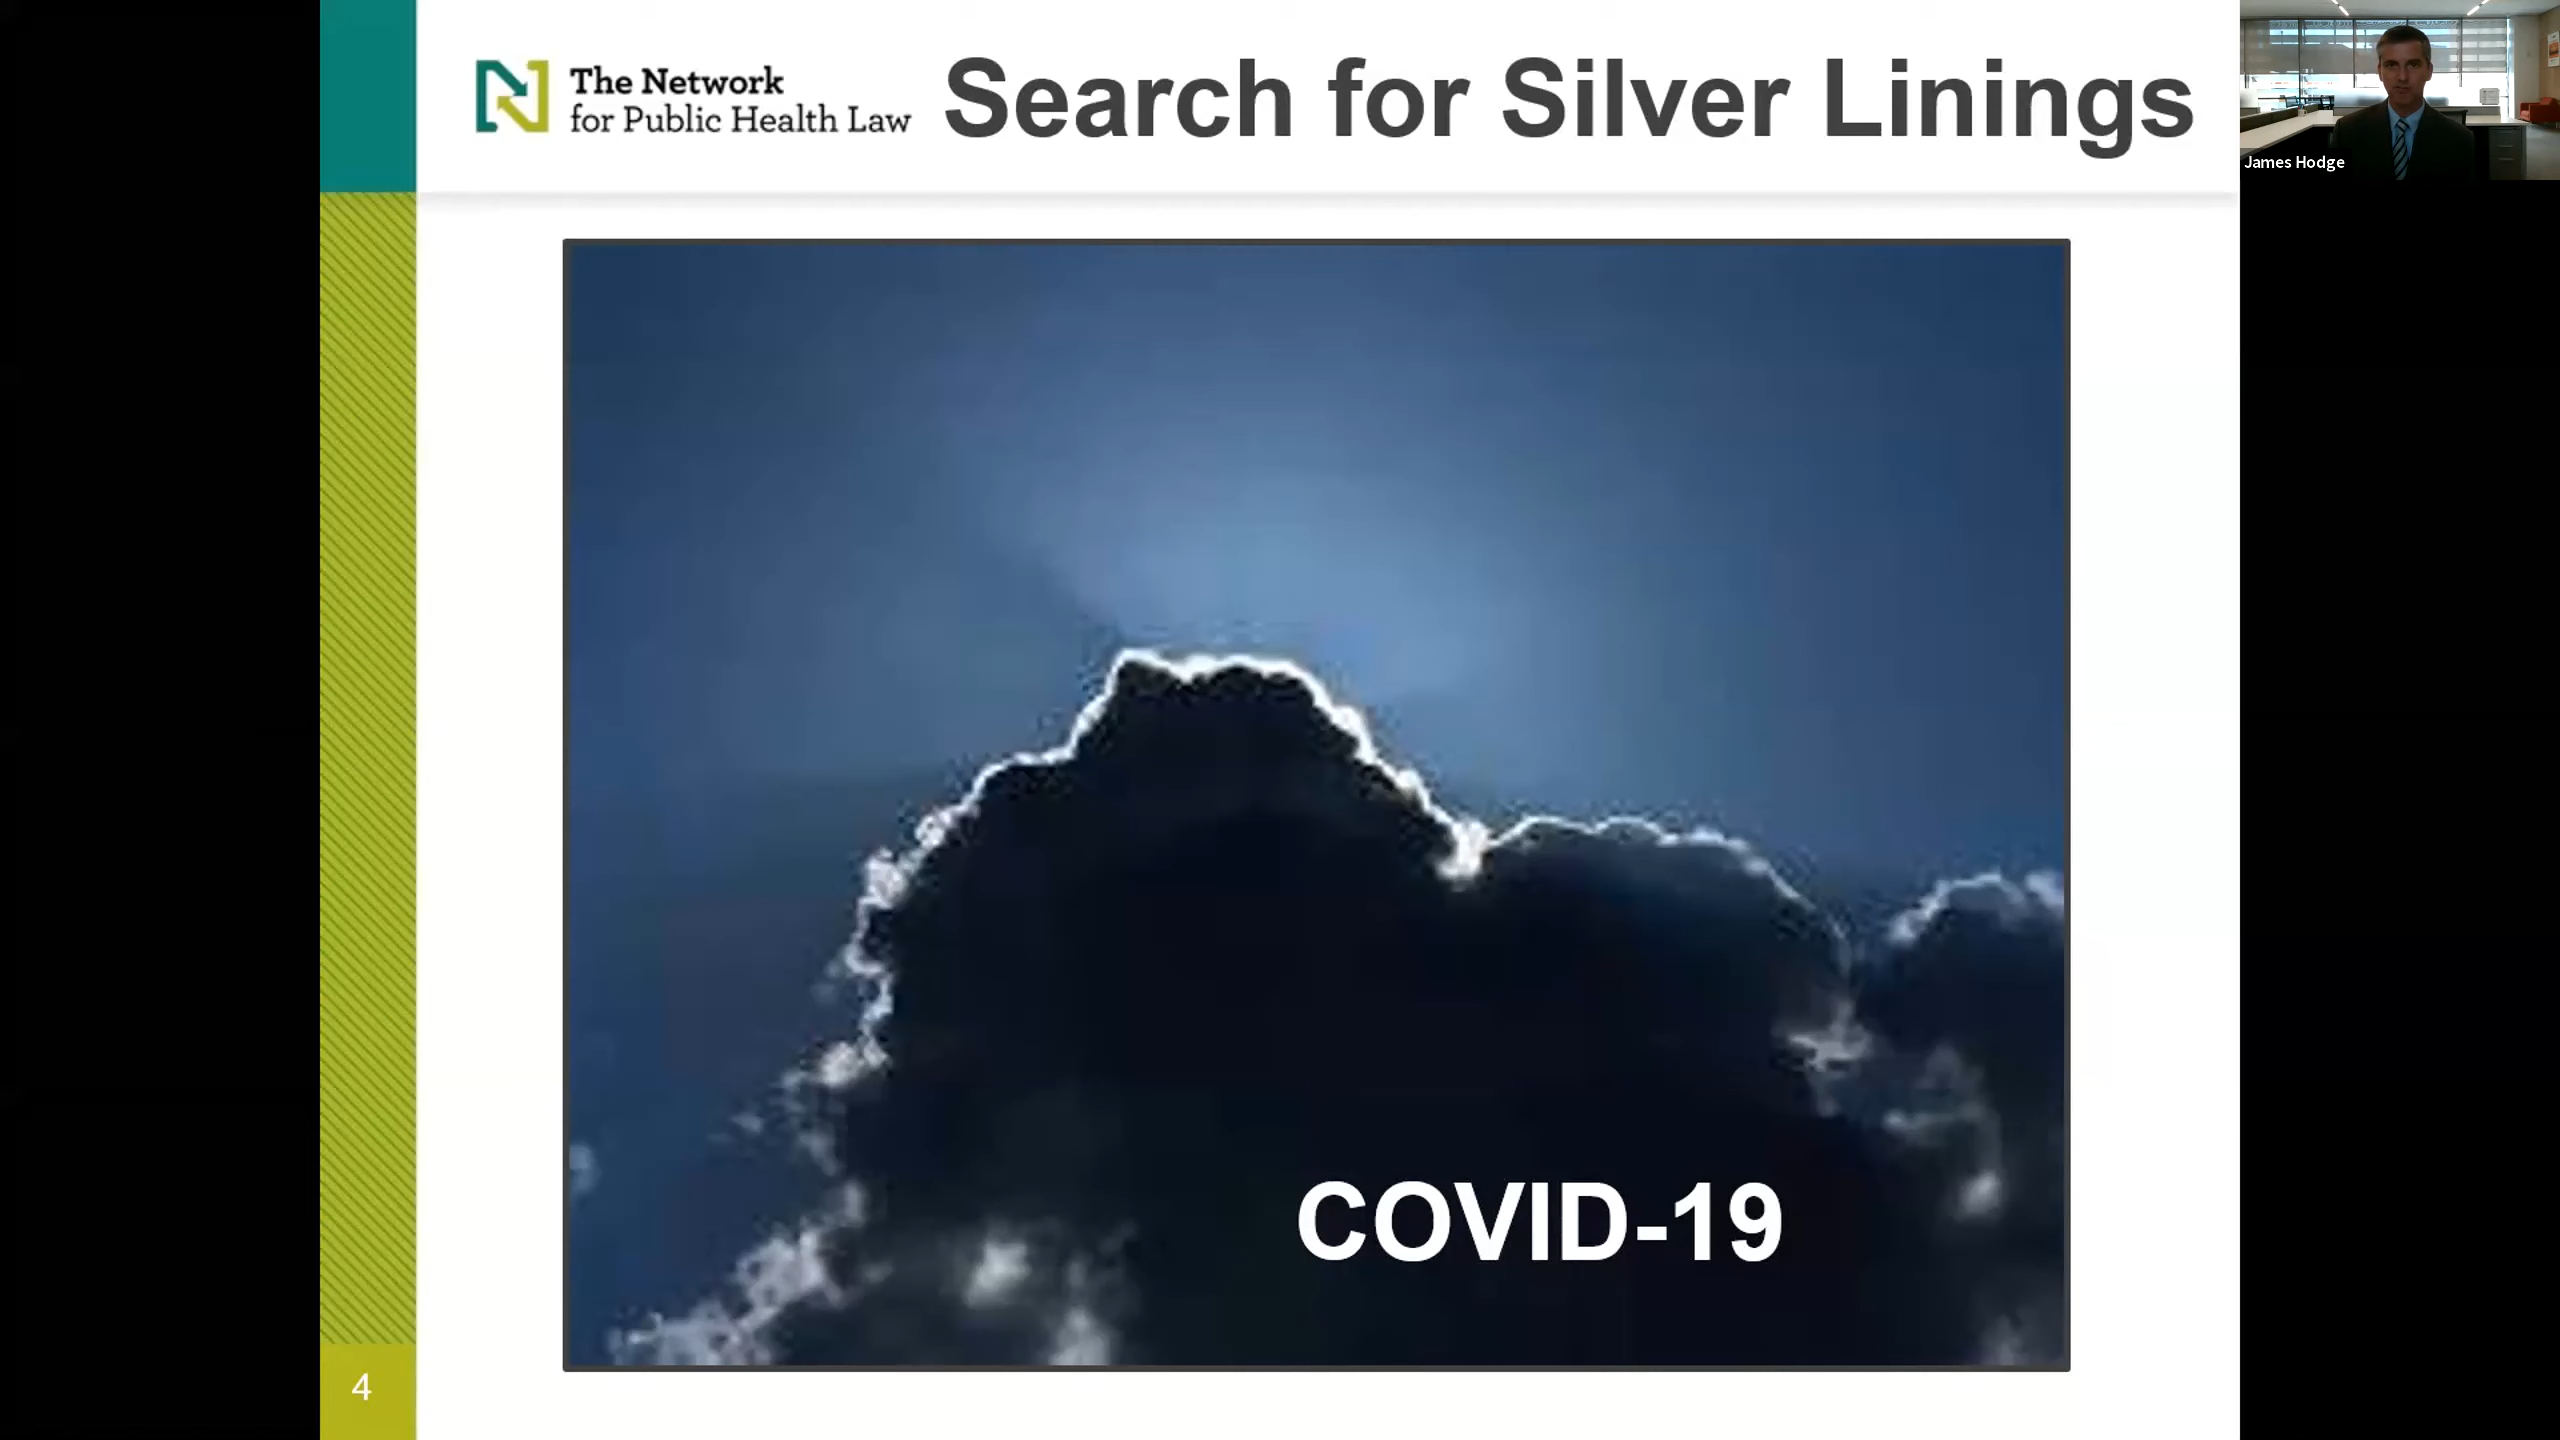 The Network
for Public Health Law
Search for Silver Linings
James Hodge
COVID-19
4